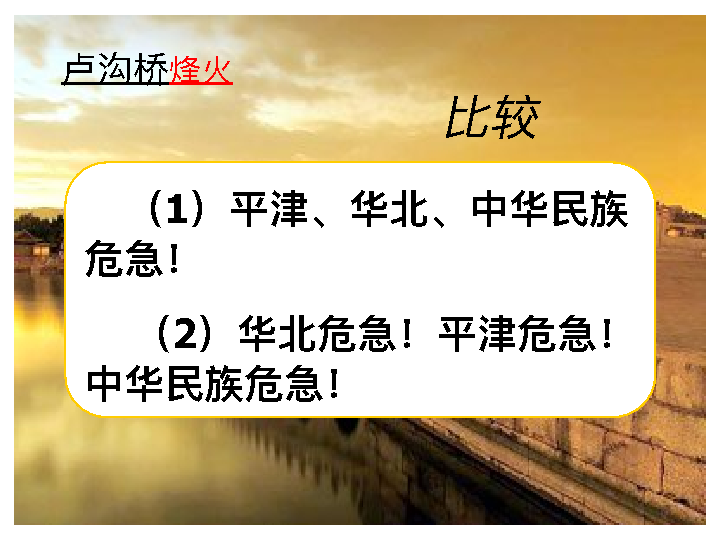 卢沟桥烽火
比较
（1）平津、华北、中华民族
危急！
（2）华北危急！平津危急！
中华民族危急！